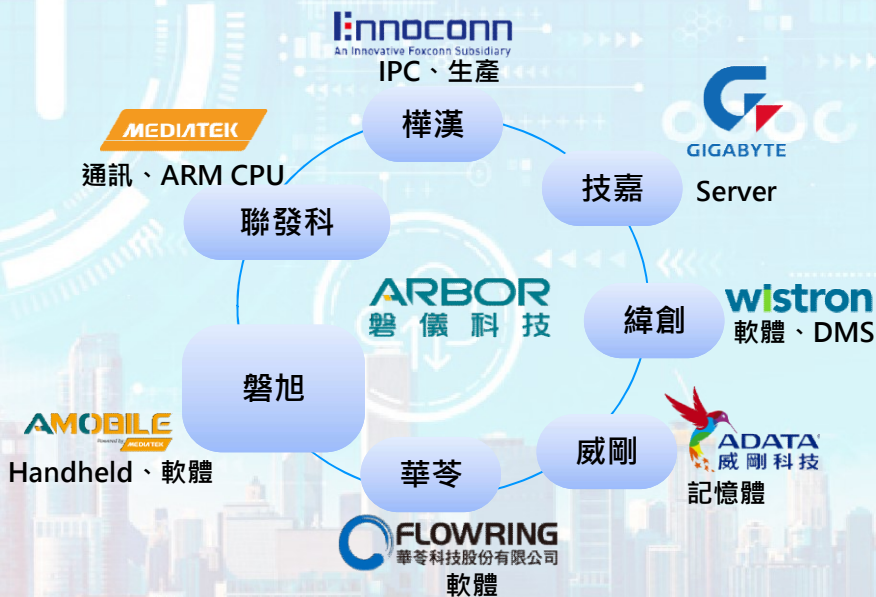 Ennoconn
An Innovative Foxconn Subsidiary
IPC、生產
樺漢
GIGABYTE
技嘉
Server
wistron
緯創
軟體、DMS
ADATA
威剛科技
威剛
記憶體
華苓
FLOWRING
華苓科技股份有限公司
軟體
磐旭
AMOBILE
Powered by MEDIATEK
Handheld、軟體
MEDIATEK
通訊、ARM CPU
聯發科
ARBOR
磐儀科技